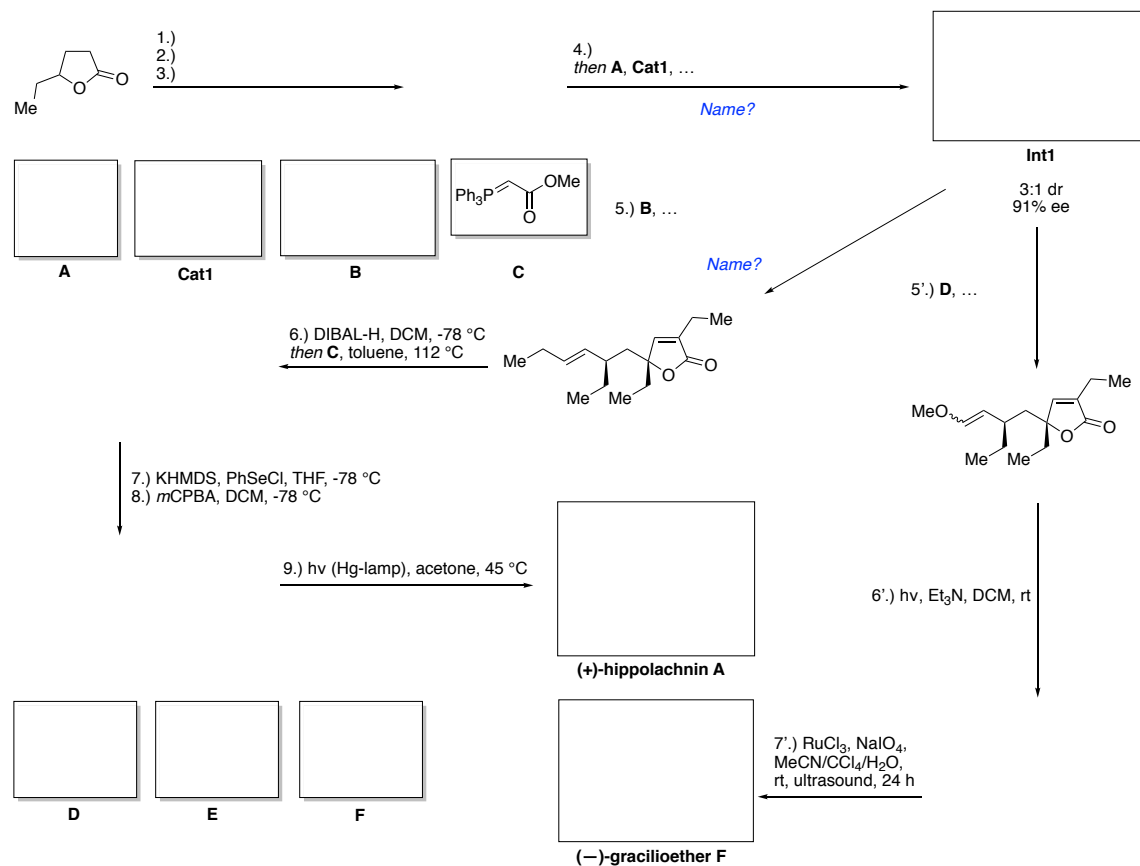 1.)
2.)
3.)
4.)
then A, Cat1, …
Name?
O
O
Me
Int1
3:1 dr
91% ee
Ph3P
OMe
O
A
Cat1
B
C
5.) B, …
Name?
5'.) D, …
6.) DIBAL-H, DCM, -78 °C
then C, toluene, 112 °C
Me
Me
O
O
Me
Me
Me
MeO
O
O
Me
Me
7.) KHMDS, PhSeCl, THF, -78 °C
8.) mCPBA, DCM, -78 °C
9.) hv (Hg-lamp), acetone, 45 °C
6'.) hv, Et3N, DCM, rt
(+)-hippolachnin A
7'.) RuCl3, NaIO4,
MeCN/CCl4/H2O,
rt, ultrasound, 24 h
D
E
F
(—)-gracilioether F